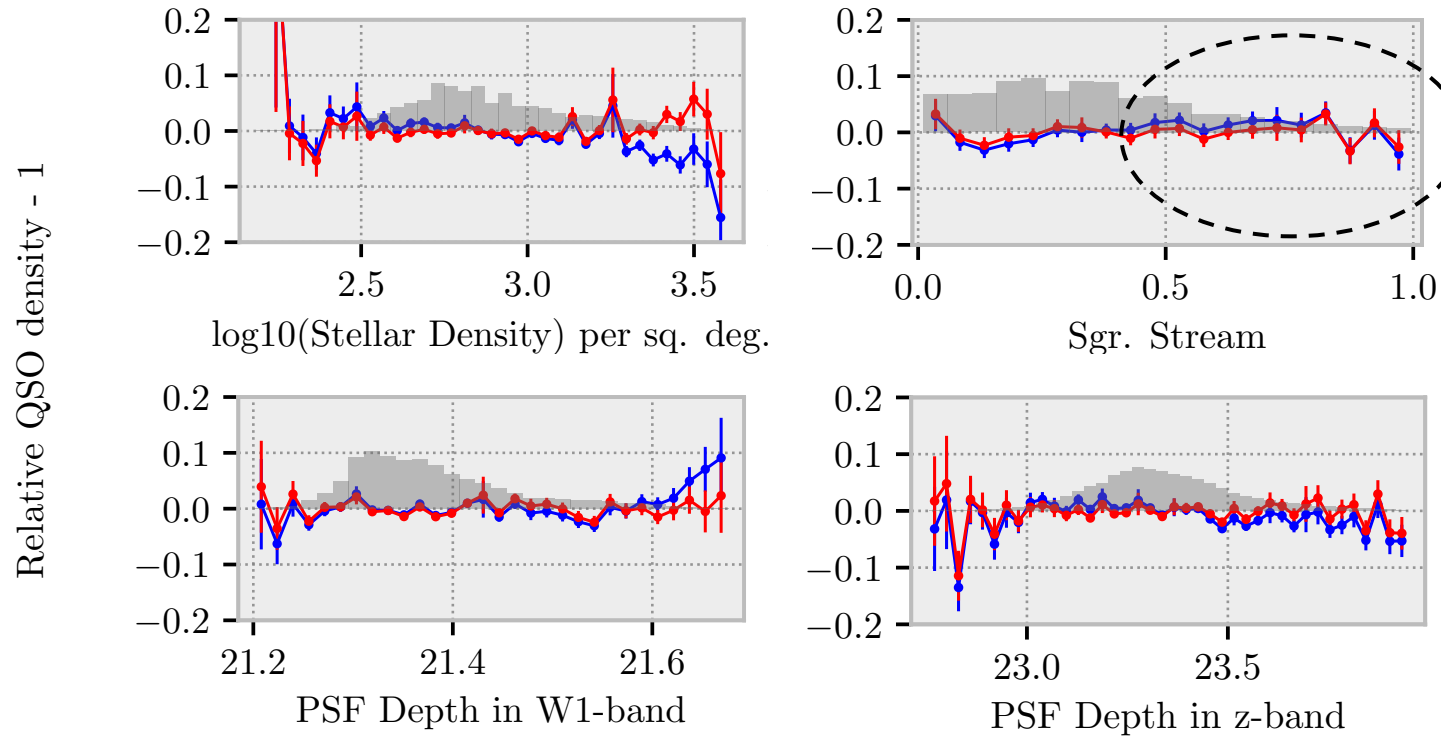 Relative QSO density - 1
0.2
0.1
0.0
−0.1
−0.2
2.5 3.0 3.5
log10(Stellar Density) per sq. deg.
0.2
0.1
0.0
−0.1
−0.2
0.0 0.5 1.0
Sgr. Stream
0.2
0.1
0.0
−0.1
−0.2
21.2 21.4 21.6
PSF Depth in W1-band
0.2
0.1
0.0
−0.1
−0.2
23.0 23.5
PSF Depth in z-band